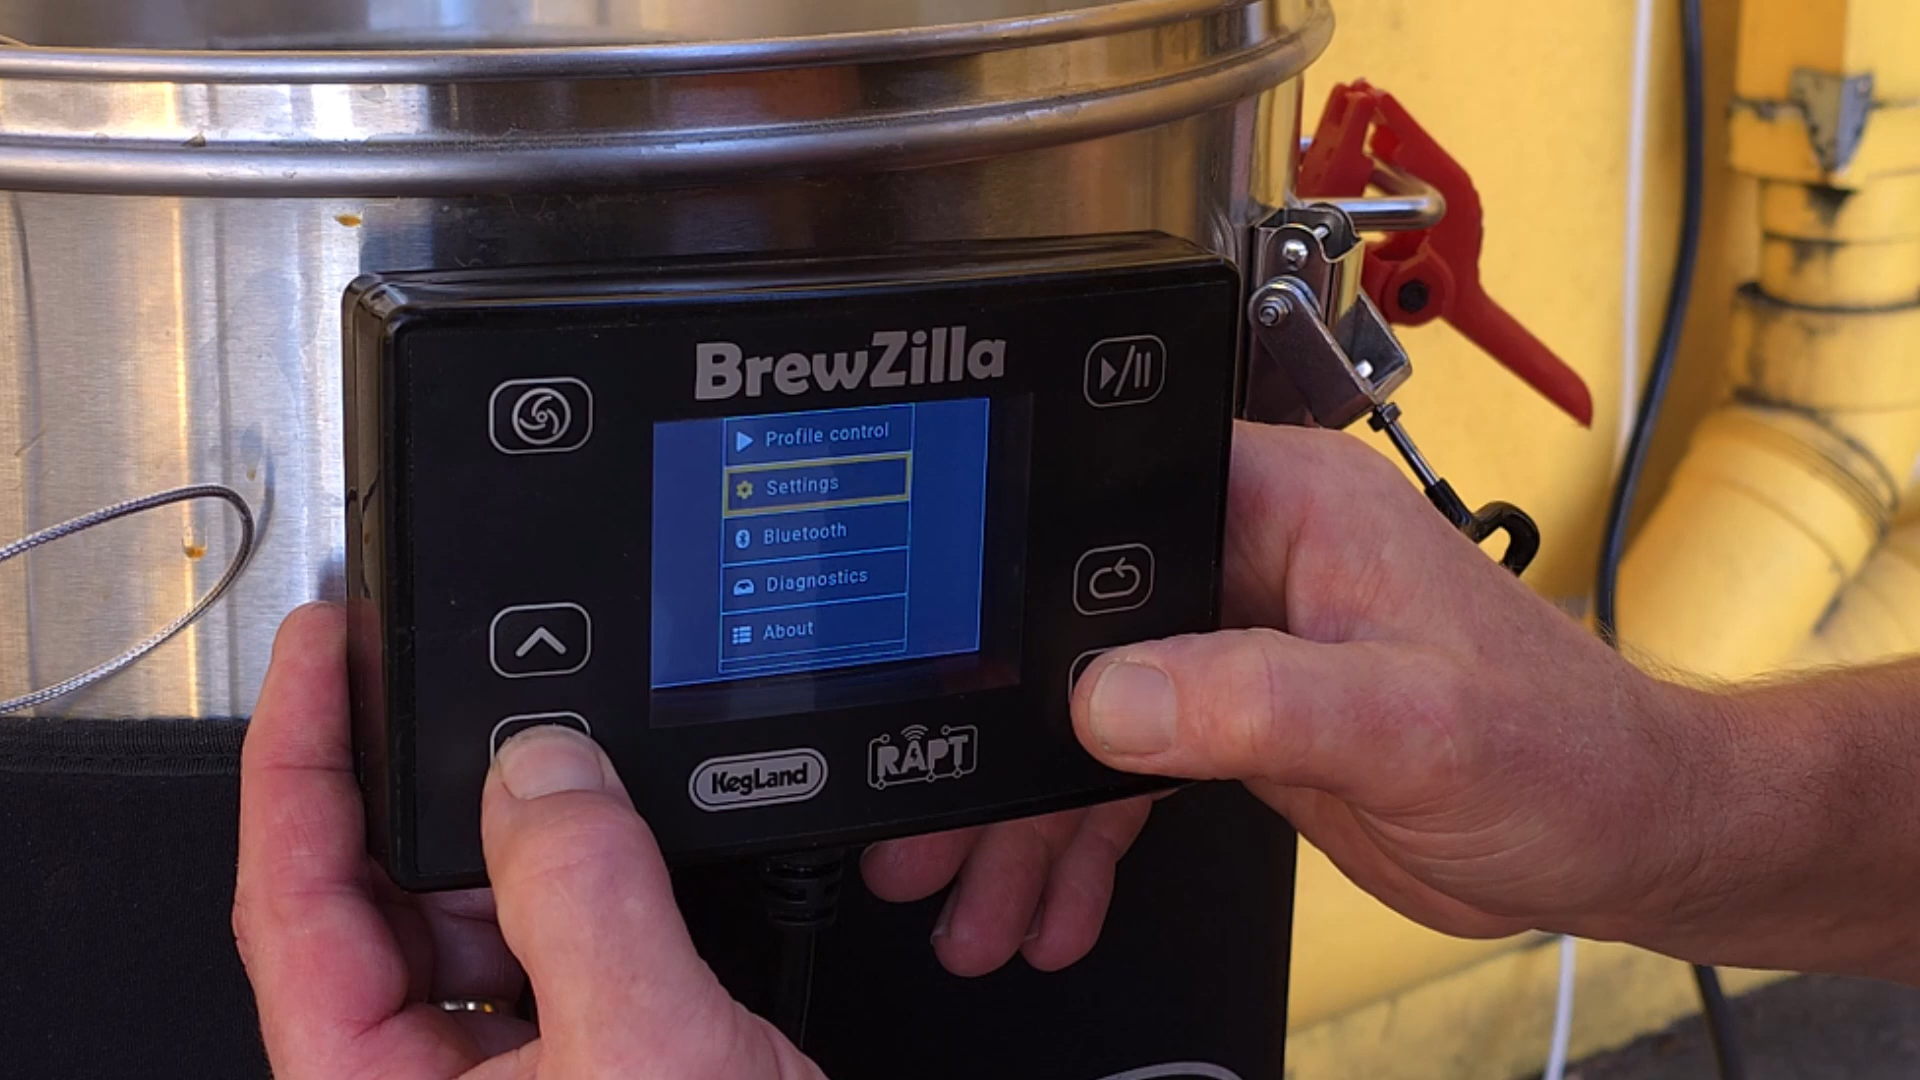 BrewZilla
Profile control
Settings
Bluetooth
Diagnostics
About
KegLand
RAPT